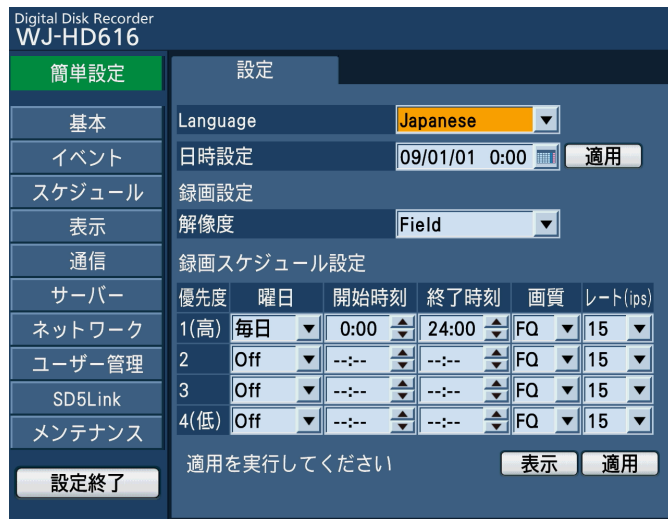 Digital Disk Recorder
WJ-HD616
簡単設定
設定
基本
イベント
スケジュール
表示
通信
サーバー
ネットワーク
ユーザー管理
SD5Link
メンテナンス
設定終了
Language Japanese
日時設定 09/01/01 0:00 適用
録画設定
解像度 Field
録画スケジュール設定
優先度 曜日 開始時刻 終了時刻 画質 レート(ips)
1(高) 毎日 0:00 24:00 FQ 15
2 Off --:-- --:-- FQ 15
3 Off --:-- --:-- FQ 15
4(低) Off --:-- --:-- FQ 15
適用を実行してください 表示 適用